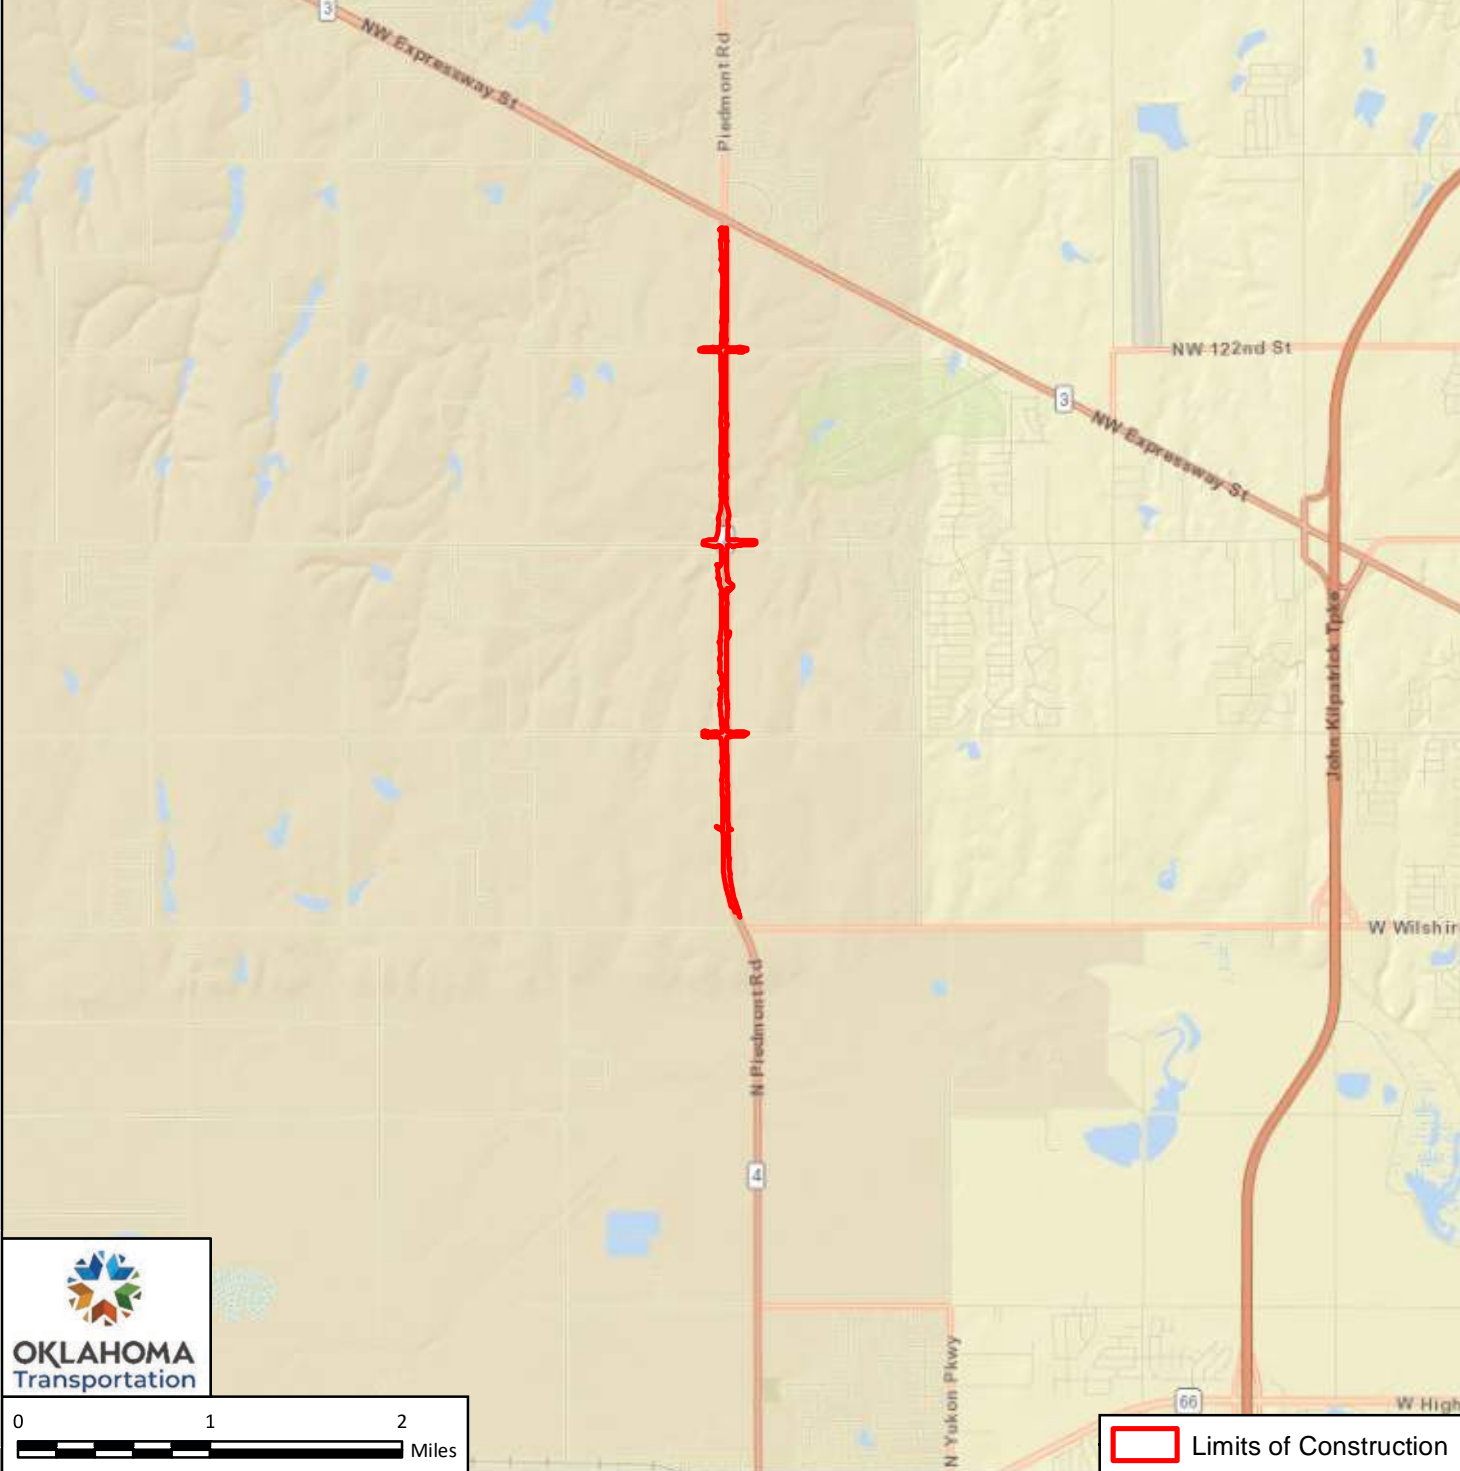 3
NW Expressway St
Piedmont Rd
NW 122nd St
3
NW Expressway St
John Kilpatrick Tpke
W Wilshir
N Piedmont Rd
4
OKLAHOMA
Transportation
N Yukon Pkwy
66
W High
0 1 2
Miles
Limits of Construction